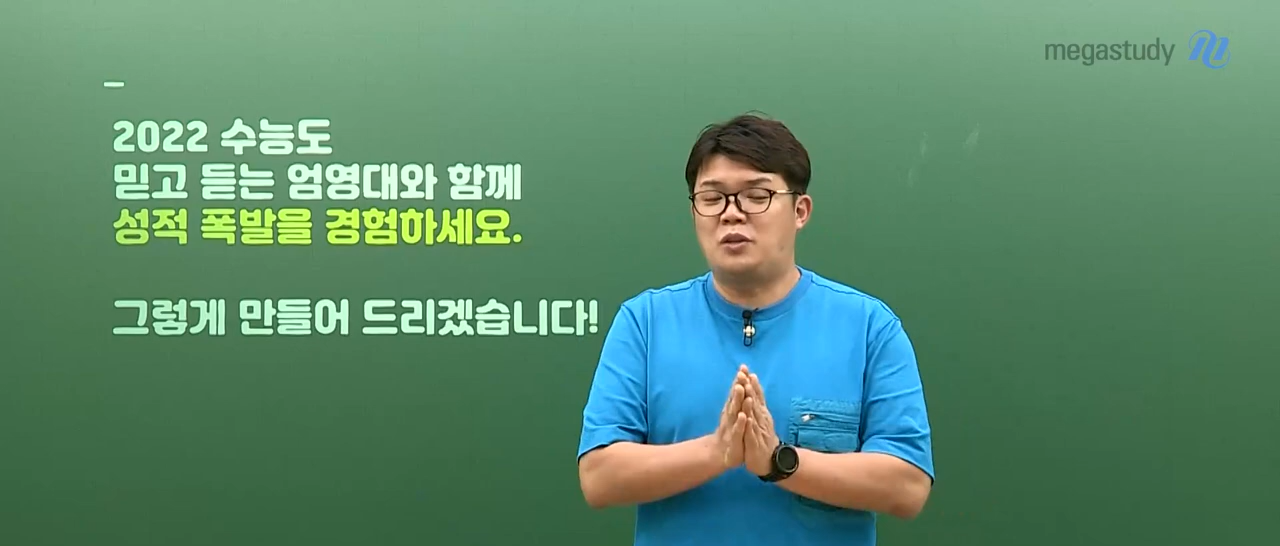 megastudy
2022 수능도
믿고 듣는 엄영대와 함께
성적 폭발을 경험하세요.
그렇게 만들어 드리겠습니다!